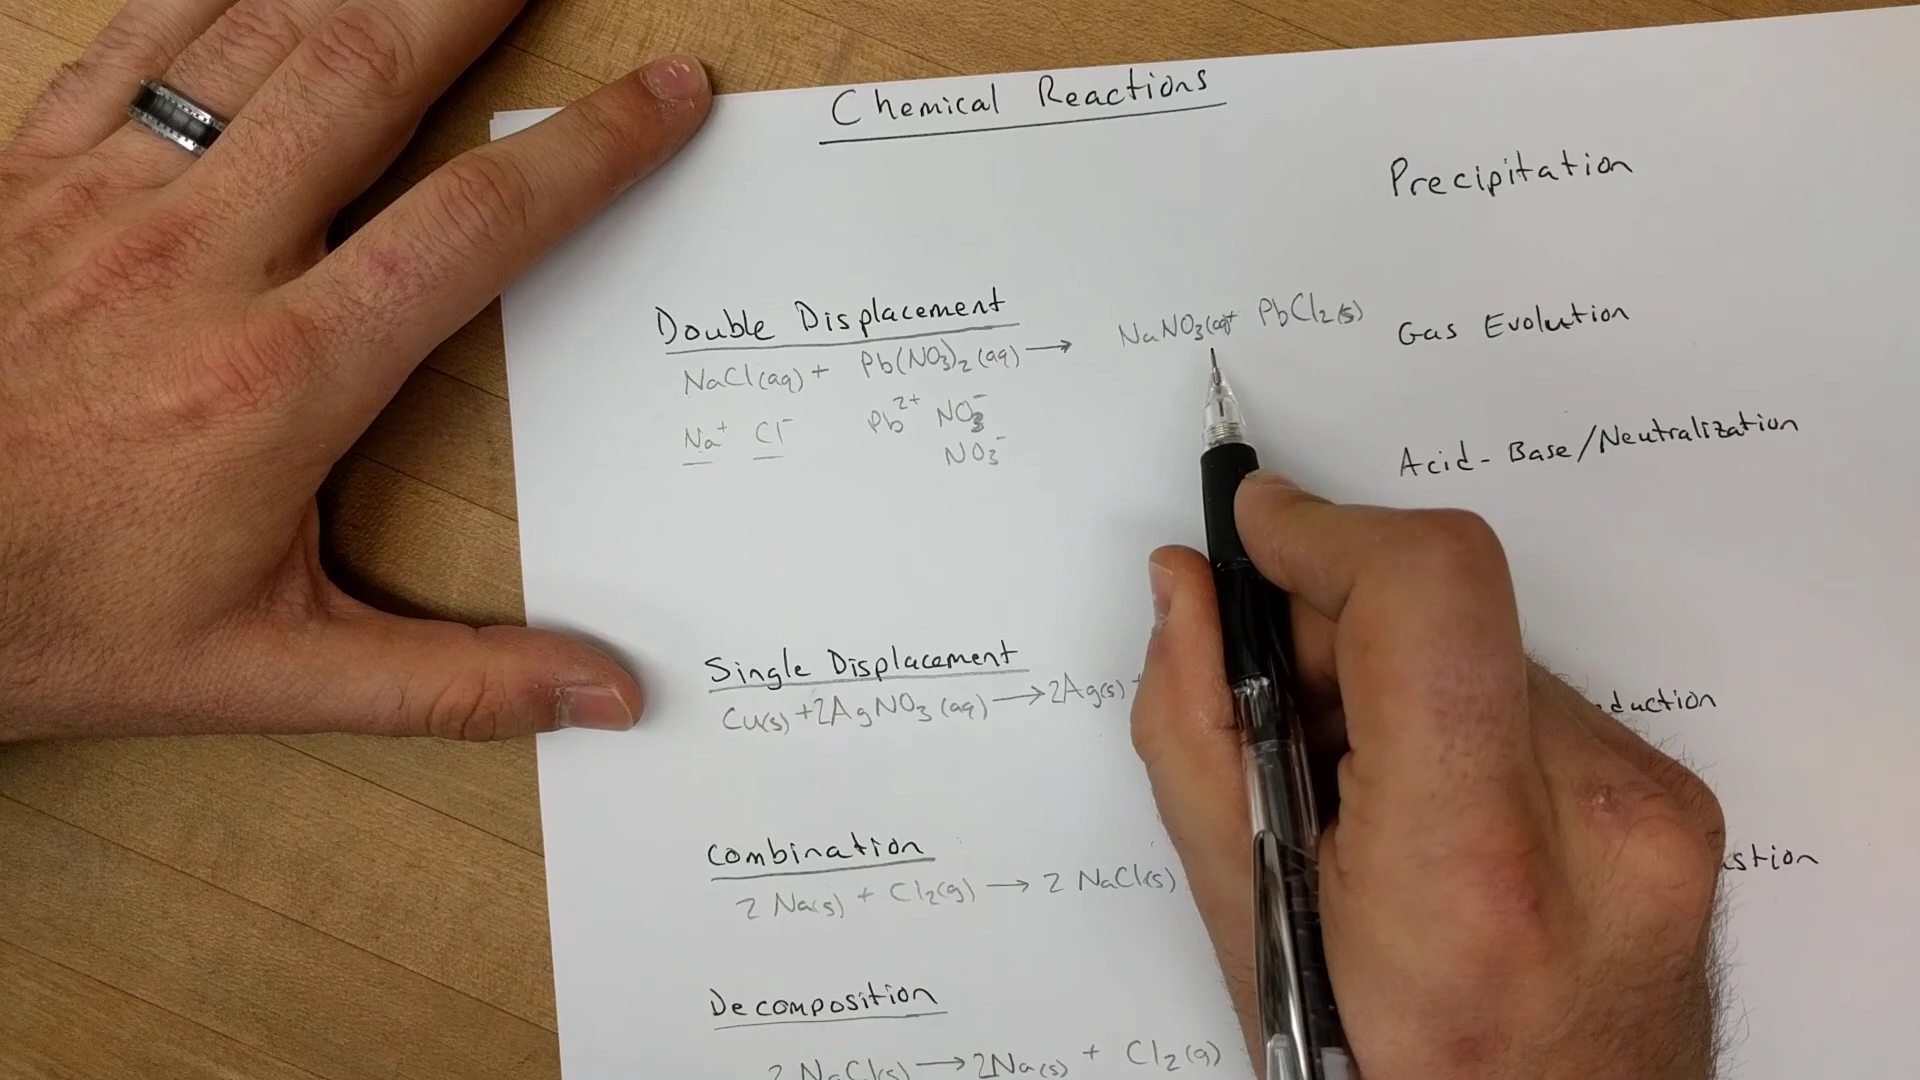 Chemical Reactions
Precipitation
Double Displacement
NaCl(aq) + Pb(NO3)2(aq) → NaNO3(aq)+ PbCl2(s)
Na⁺ Cl⁻ Pb²⁺ NO3⁻
NO3⁻
Gas Evolution
Acid-Base/Neutralization
Single Displacement
Cu(s) + 2AgNO3(aq) → 2Ag(s) +
duction
Combination
2 Na(s) + Cl2(g) → 2 NaCl(s)
stion
Decomposition
2 NaCl(s) → 2Na(s) + Cl2(g)